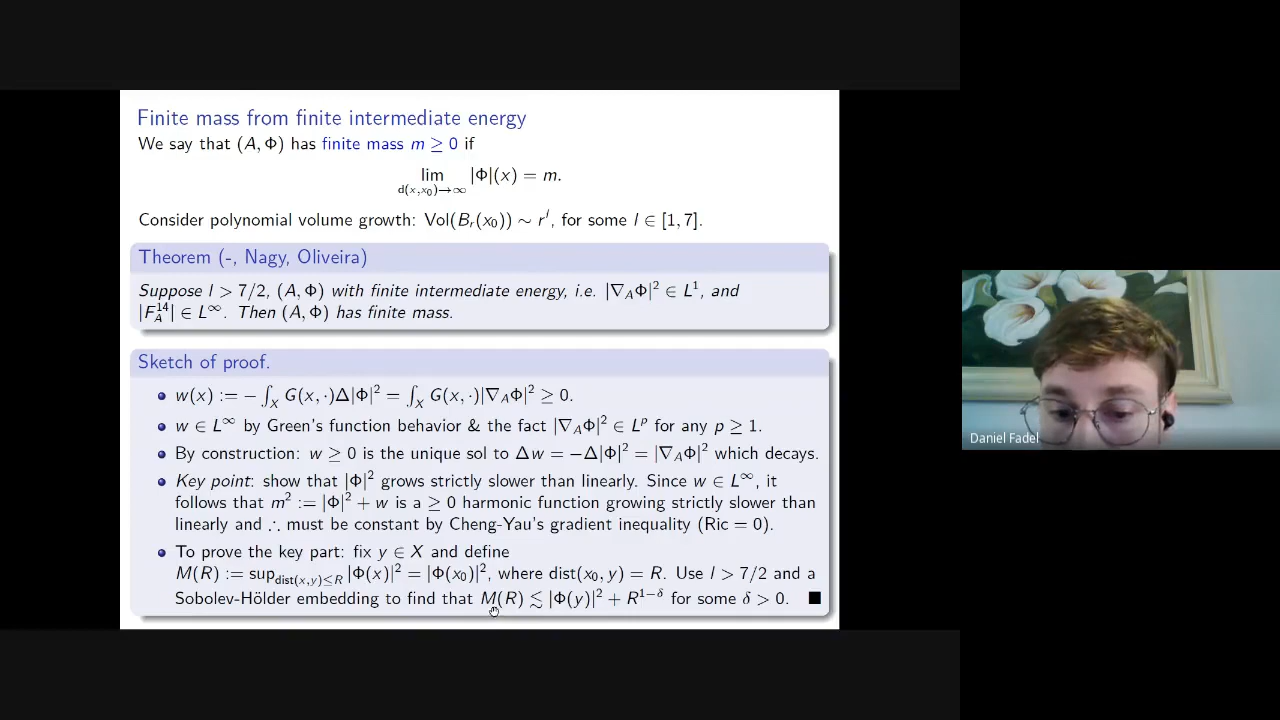 Finite mass from finite intermediate energy
We say that (A, Φ) has finite mass m ≥ 0 if
lim_{d(x,x₀)→∞} |Φ|(x) = m.
Consider polynomial volume growth: Vol(B_r(x₀)) ∼ r^l, for some l ∈ [1, 7].
Theorem (-, Nagy, Oliveira)
Suppose l > 7/2, (A, Φ) with finite intermediate energy, i.e. |∇_AΦ|² ∈ L¹, and
|F_A^{14}| ∈ L^∞. Then (A, Φ) has finite mass.
Sketch of proof.
• w(x) := −∫_X G(x, ·)Δ|Φ|² = ∫_X G(x, ·)|∇_AΦ|² ≥ 0.
• w ∈ L^∞ by Green's function behavior & the fact |∇_AΦ|² ∈ L^p for any p ≥ 1.
• By construction: w ≥ 0 is the unique sol to Δw = −Δ|Φ|² = |∇_AΦ|² which decays.
• Key point: show that |Φ|² grows strictly slower than linearly. Since w ∈ L^∞, it
follows that m² := |Φ|² + w is a ≥ 0 harmonic function growing strictly slower than
linearly and ∴ must be constant by Cheng-Yau's gradient inequality (Ric = 0).
• To prove the key part: fix y ∈ X and define
M(R) := sup_{dist(x,y)≤R} |Φ(x)|² = |Φ(x₀)|², where dist(x₀, y) = R. Use l > 7/2 and a
Sobolev-Hölder embedding to find that M(R) ≲ |Φ(y)|² + R^{1−δ} for some δ > 0. ■
Daniel Fadel